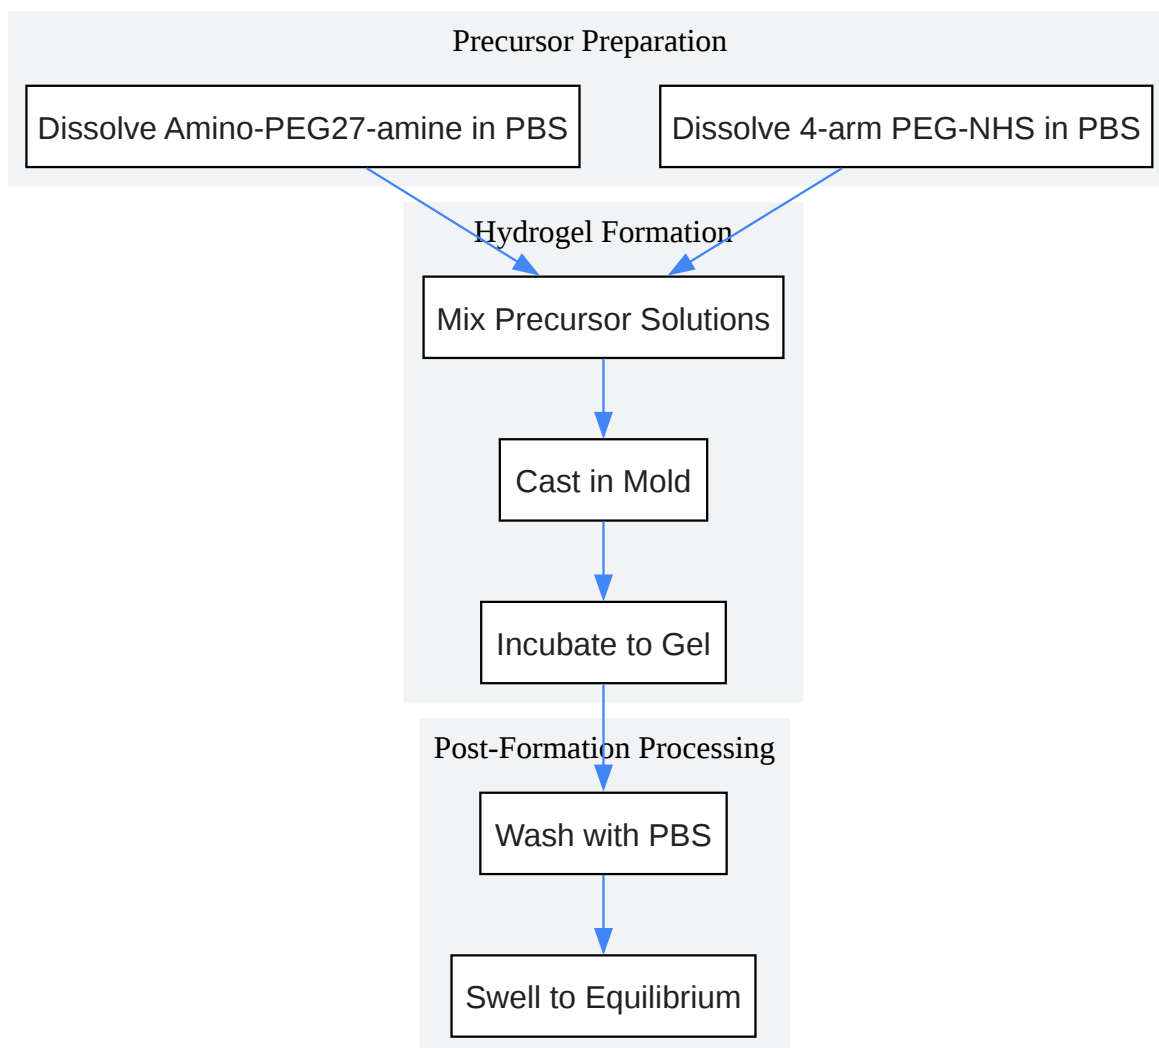 Precursor Preparation
Dissolve Amino-PEG27-amine in PBS
Dissolve 4-arm PEG-NHS in PBS
Hydrogel Formation
Mix Precursor Solutions
Cast in Mold
Incubate to Gel
Post-Formation Processing
Wash with PBS
Swell to Equilibrium